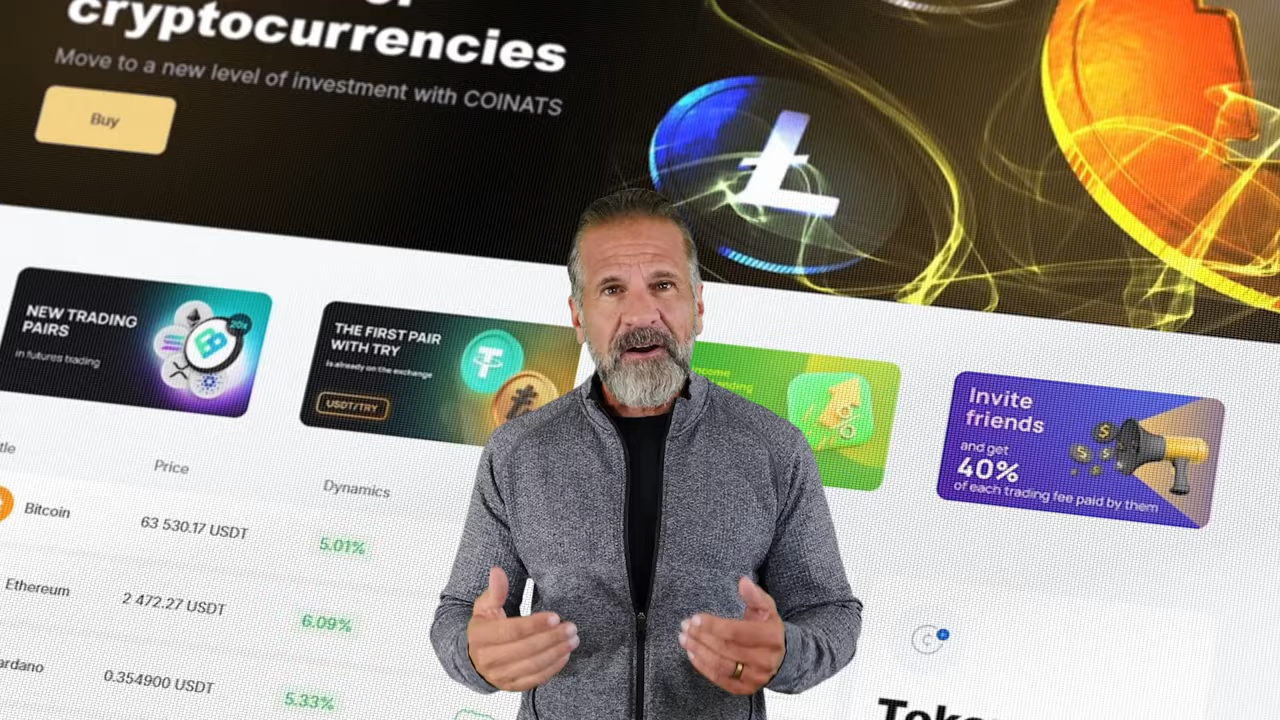 cryptocurrencies
Move to a new level of investment with COINATS
Buy
NEW TRADING
PAIRS
in futures trading
20x
THE FIRST PAIR
WITH TRY
Is already on the exchange
USDT/TRY
Invite
friends
and get
40%
of each trading fee paid by them
Price
Dynamics
Bitcoin
63 530.17 USDT
5.01%
Ethereum
2 472.27 USDT
6.09%
0.354900 USDT
5.33%